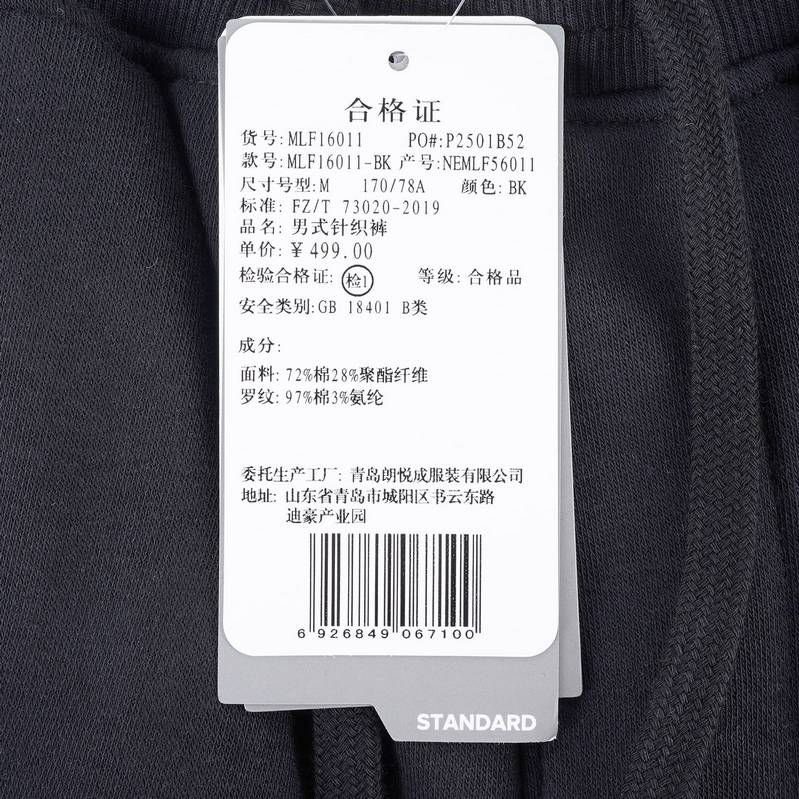 合格证
货号: MLF16011 PO#:P2501B52
款号: MLF16011-BK 产号: NEMLF56011
尺寸号型: M 170/78A 颜色: BK
标准: FZ/T 73020-2019
品名: 男式针织裤
单价: ¥ 499.00
检验合格证: 检1 等级: 合格品
安全类别: GB 18401 B类
成分:
面料: 72%棉28%聚酯纤维
罗纹: 97%棉3%氨纶
委托生产工厂: 青岛朗悦成服装有限公司
地址: 山东省青岛市城阳区书云东路
迪豪产业园
6 926849 067100
STANDARD